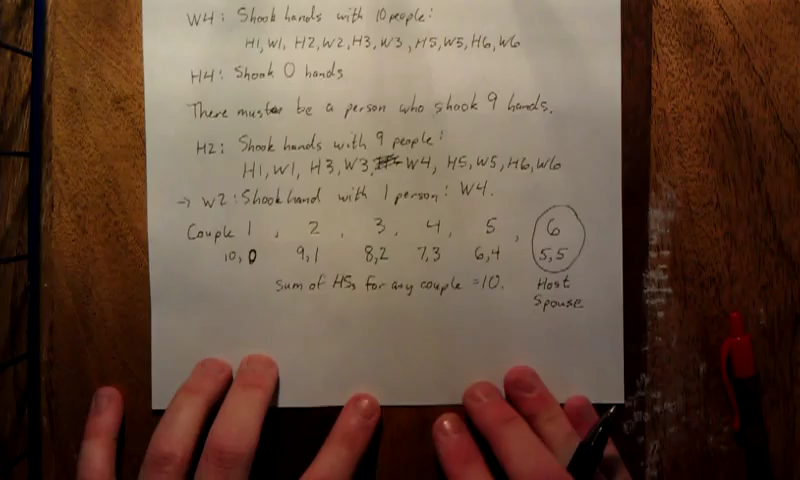 W4: Shook hands with 10 people:
H1, W1, H2, W2, H3, W3, H5, W5, H6, W6
H4: Shook 0 hands
There must be a person who shook 9 hands.
H2: Shook hands with 9 people:
H1, W1, H3, W3, W4, H5, W5, H6, W6
→ W2: Shook hand with 1 person: W4.
Couple 1, 2, 3, 4, 5, 6
10,0 9,1 8,2 7,3 6,4 5,5
sum of HSs for any couple = 10. Host
Spouse